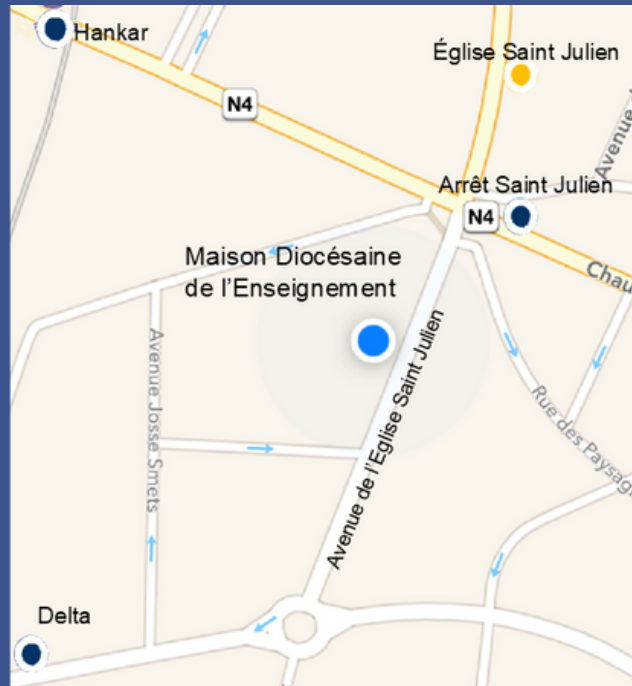 Hankar
Église Saint Julien
N4
Avenue
Arrêt Saint Julien
N4
Chau
Maison Diocésaine
de l'Enseignement
Avenue Josse Smets
Avenue de l'Eglise Saint Julien
Rue des Paysag
Delta